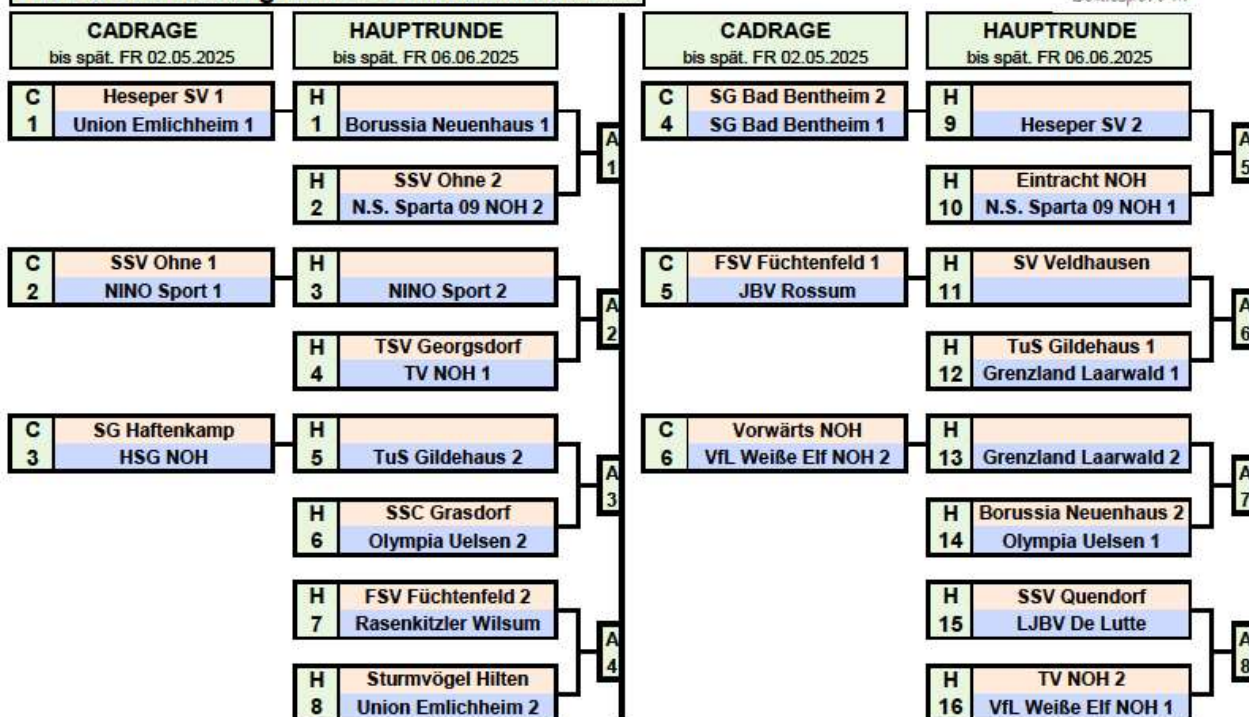 CADRAGE
bis spät. FR 02.05.2025
HAUPTRUNDE
bis spät. FR 06.06.2025
C 1
Heseper SV 1
Union Emlichheim 1
H 1
Borussia Neuenhaus 1
A 1
H 2
SSV Ohne 2
N.S. Sparta 09 NOH 2
C 2
SSV Ohne 1
NINO Sport 1
H 3
NINO Sport 2
A 2
H 4
TSV Georgsdorf
TV NOH 1
C 3
SG Haftenkamp
HSG NOH
H 5
TuS Gildehaus 2
A 3
H 6
SSC Grasdorf
Olympia Uelsen 2
H 7
FSV Füchtenfeld 2
Rasenkitzler Wilsum
A 4
H 8
Sturmvögel Hilten
Union Emlichheim 2
CADRAGE
bis spät. FR 02.05.2025
HAUPTRUNDE
bis spät. FR 06.06.2025
C 4
SG Bad Bentheim 2
SG Bad Bentheim 1
H 9
Heseper SV 2
A 5
H 10
Eintracht NOH
N.S. Sparta 09 NOH 1
C 5
FSV Füchtenfeld 1
JBV Rossum
H 11
SV Veldhausen
A 6
H 12
TuS Gildehaus 1
Grenzland Laarwald 1
C 6
Vorwärts NOH
VfL Weiße Elf NOH 2
H 13
Grenzland Laarwald 2
A 7
H 14
Borussia Neuenhaus 2
Olympia Uelsen 1
H 15
SSV Quendorf
LJBV De Lutte
A 8
H 16
TV NOH 2
VfL Weiße Elf NOH 1